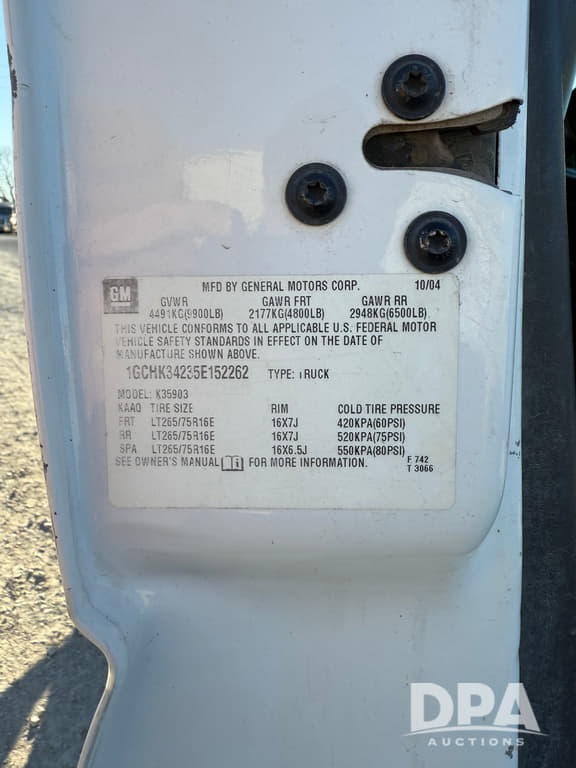 GM
MFD BY GENERAL MOTORS CORP. 10/04
GVWR GAWR FRT GAWR RR
4491KG(9900LB) 2177KG(4800LB) 2948KG(6500LB)
THIS VEHICLE CONFORMS TO ALL APPLICABLE U.S. FEDERAL MOTOR
VEHICLE SAFETY STANDARDS IN EFFECT ON THE DATE OF
MANUFACTURE SHOWN ABOVE.
1GCHK34235E152262 TYPE: TRUCK
MODEL: K35903
KAAQ TIRE SIZE RIM COLD TIRE PRESSURE
FRT LT265/75R16E 16X7J 420KPA(60PSI)
RR LT265/75R16E 16X7J 520KPA(75PSI)
SPA LT265/75R16E 16X6.5J 550KPA(80PSI)
SEE OWNER'S MANUAL FOR MORE INFORMATION.
F 742
T 3066
DPA
AUCTIONS